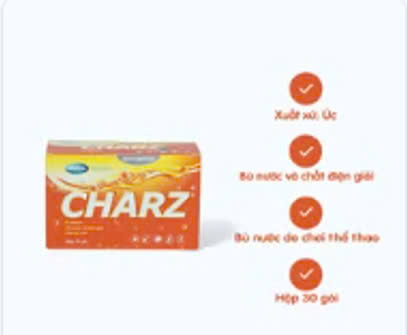 CHARZ
Xuất xứ: Úc
Bù nước và chất điện giải
Bù nước do chơi thể thao
Hộp 30 gói